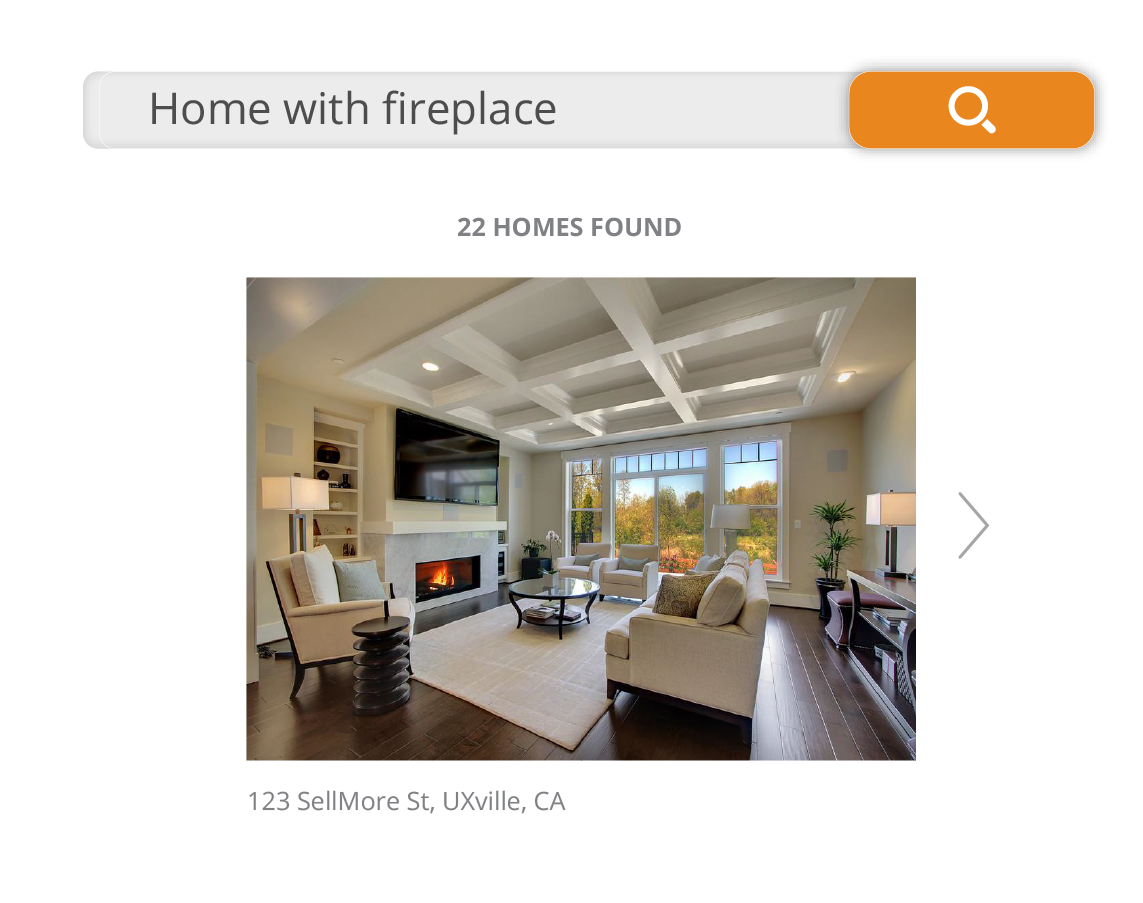 Home with fireplace
22 HOMES FOUND
123 SellMore St, UXville, CA